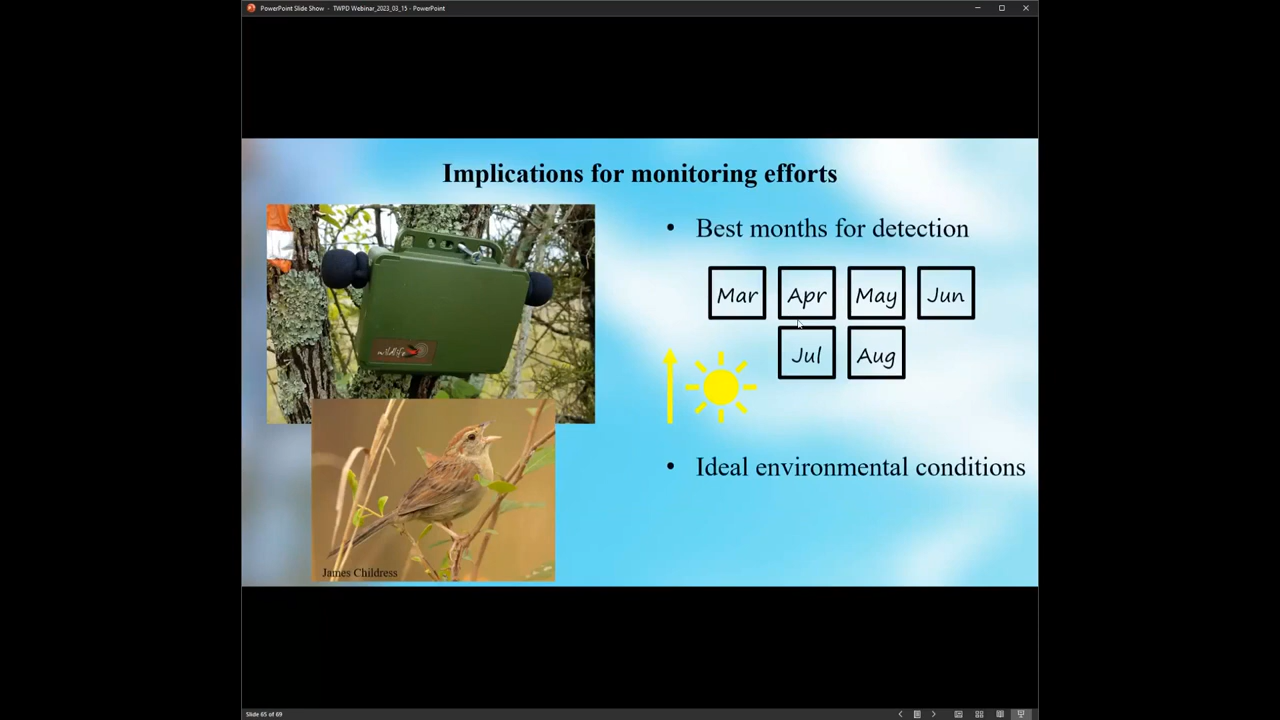 PowerPoint Slide Show - TWPD Webinar_2023_03_15 - PowerPoint
Implications for monitoring efforts
• Best months for detection
Mar Apr May Jun
Jul Aug
• Ideal environmental conditions
wildlife
James Childress
Slide 65 of 69